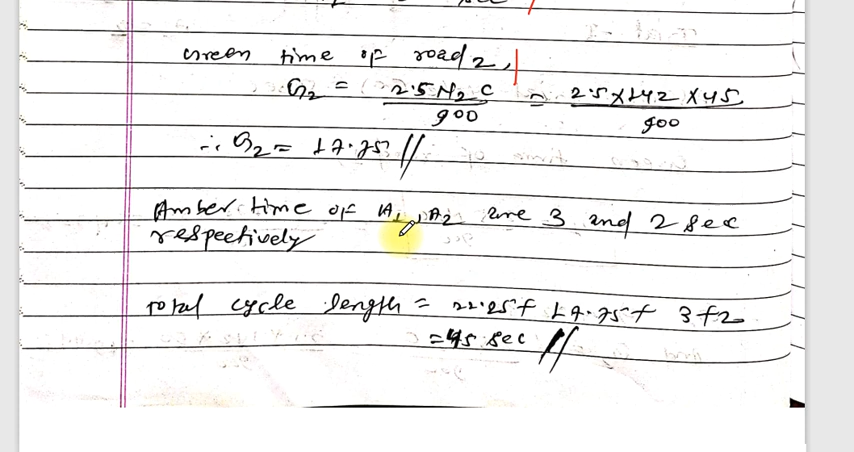 Green time of road 2,
G₂ = 2.5 N₂ C / 900 = 2.5 × 142 × 45 / 900
∴ G₂ = 17.75 //
Amber time of A₁, A₂ are 3 and 2 sec
respectively
Total cycle length = 22.25 + 17.75 + 3 + 2
= 45 sec //